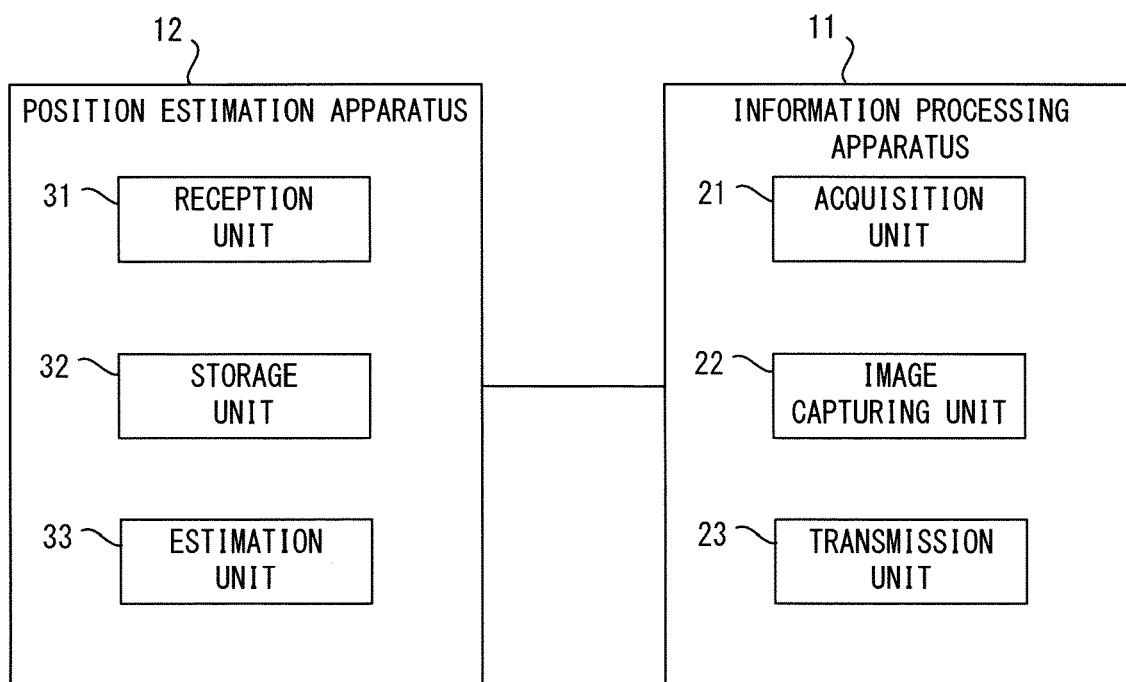 12
POSITION ESTIMATION APPARATUS
31
RECEPTION
UNIT
32
STORAGE
UNIT
33
ESTIMATION
UNIT
11
INFORMATION PROCESSING
APPARATUS
21
ACQUISITION
UNIT
22
IMAGE
CAPTURING UNIT
23
TRANSMISSION
UNIT